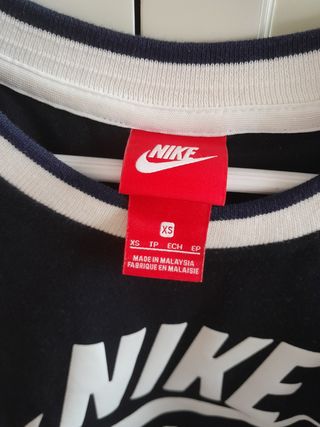 NIKE
XS
XS TP ECH EP
MADE IN MALAYSIA
FABRIQUE EN MALAISIE
NIKE